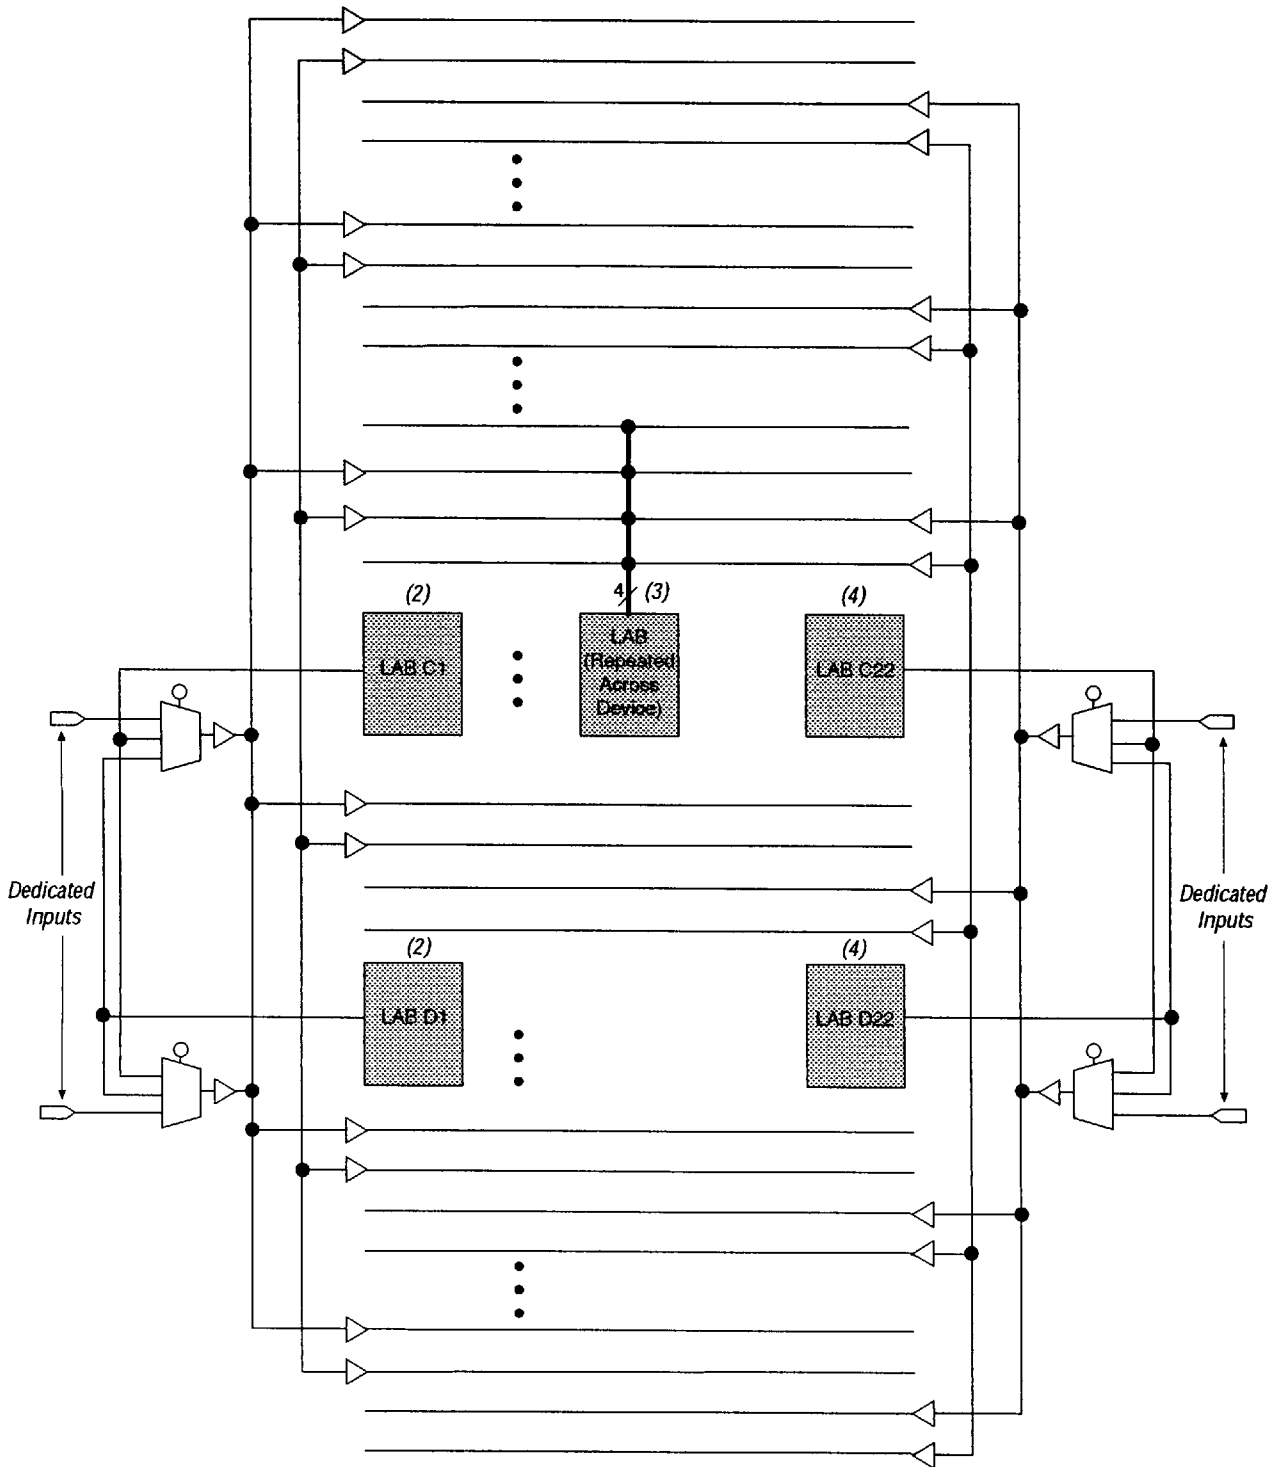 (2)
4
(3)
(4)
LAB C1
LAB
(Repeated
Across
Device)
LAB C22
Dedicated
Inputs
Dedicated
Inputs
(2)
(4)
LAB D1
LAB D22